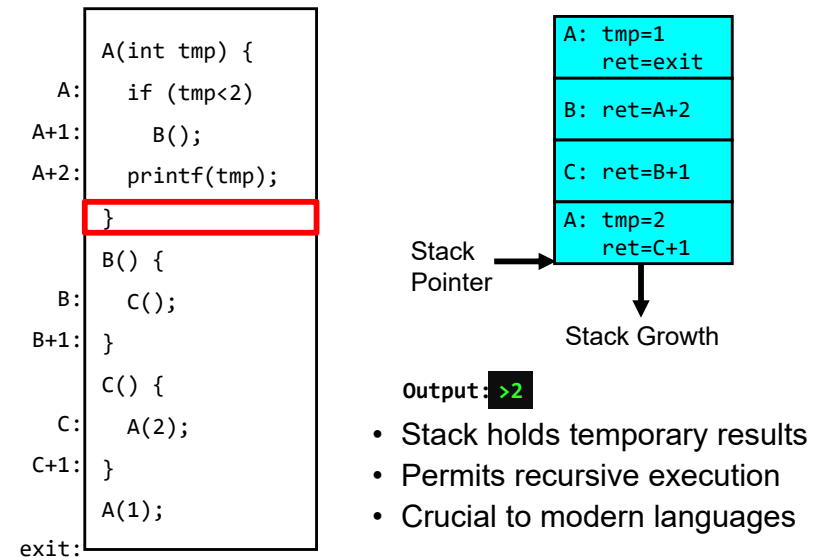 A(int tmp) {
A: if (tmp<2)
A+1: B();
A+2: printf(tmp);
}
B() {
B: C();
B+1: }
C() {
C: A(2);
C+1: }
A(1);
exit:
A: tmp=1
ret=exit
B: ret=A+2
C: ret=B+1
A: tmp=2
ret=C+1
Stack
Pointer
Stack Growth
Output: >2
• Stack holds temporary results
• Permits recursive execution
• Crucial to modern languages